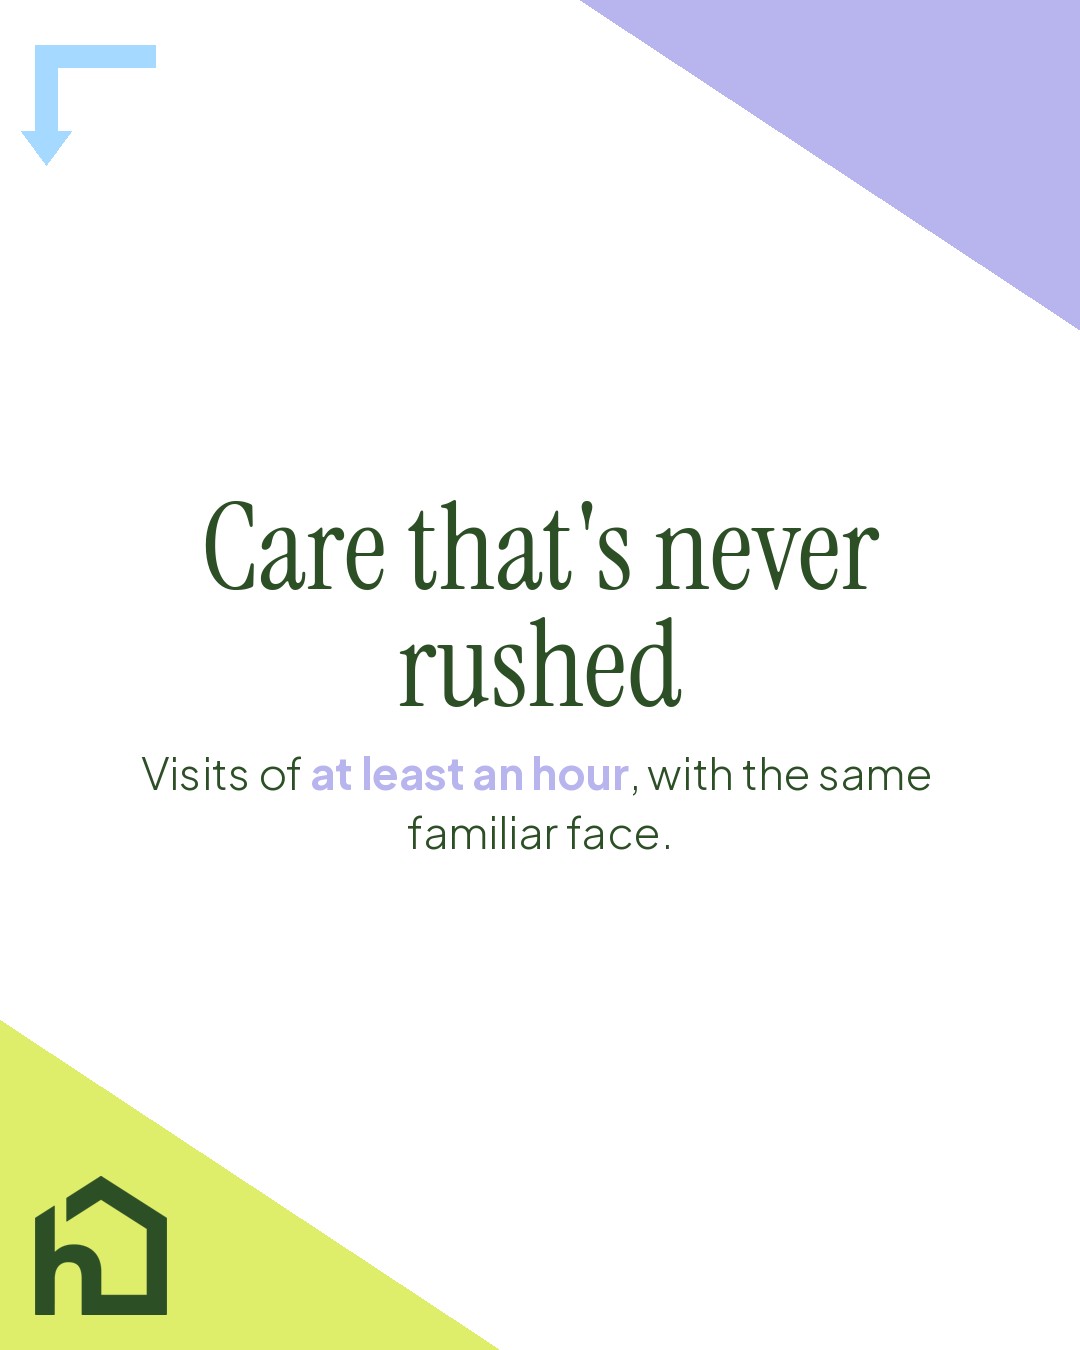 Care that's never
rushed
Visits of at least an hour, with the same
familiar face.